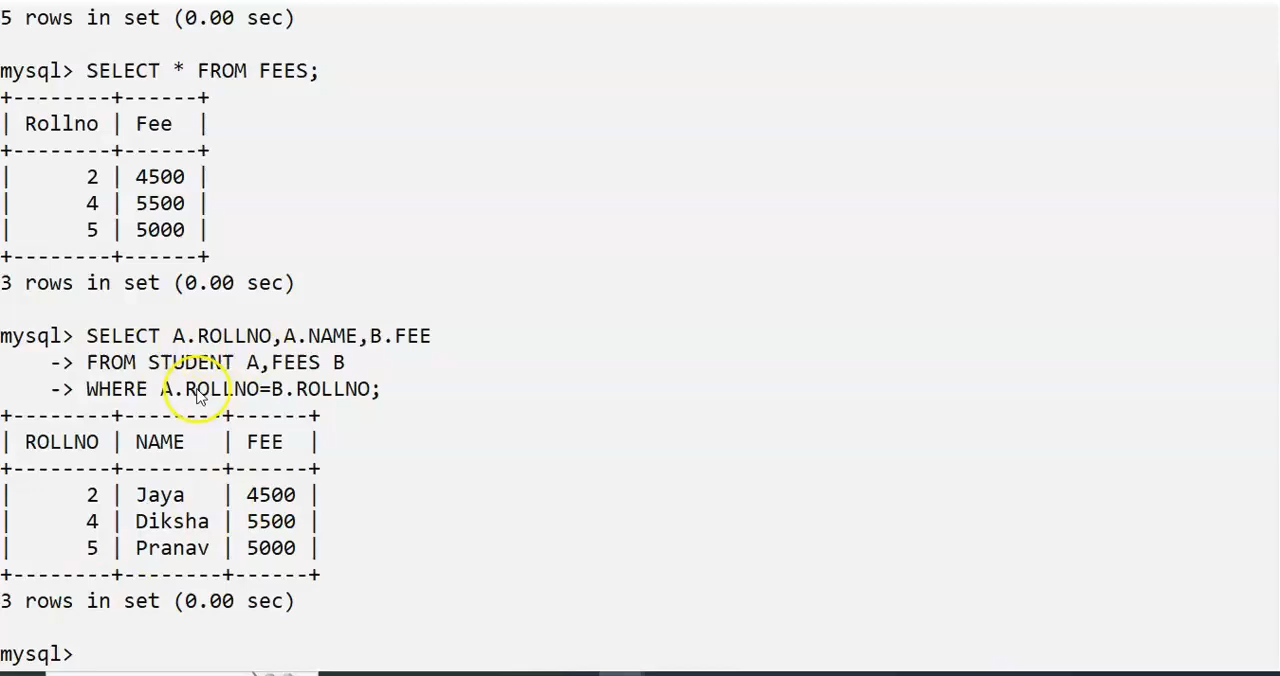 5 rows in set (0.00 sec)
mysql> SELECT * FROM FEES;
+--------+------+
| Rollno | Fee  |
+--------+------+
|      2 | 4500 |
|      4 | 5500 |
|      5 | 5000 |
+--------+------+
3 rows in set (0.00 sec)
mysql> SELECT A.ROLLNO,A.NAME,B.FEE
    -> FROM STUDENT A,FEES B
    -> WHERE A.ROLLNO=B.ROLLNO;
+--------+--------+------+
| ROLLNO | NAME   | FEE  |
+--------+--------+------+
|      2 | Jaya   | 4500 |
|      4 | Diksha | 5500 |
|      5 | Pranav | 5000 |
+--------+--------+------+
3 rows in set (0.00 sec)
mysql>